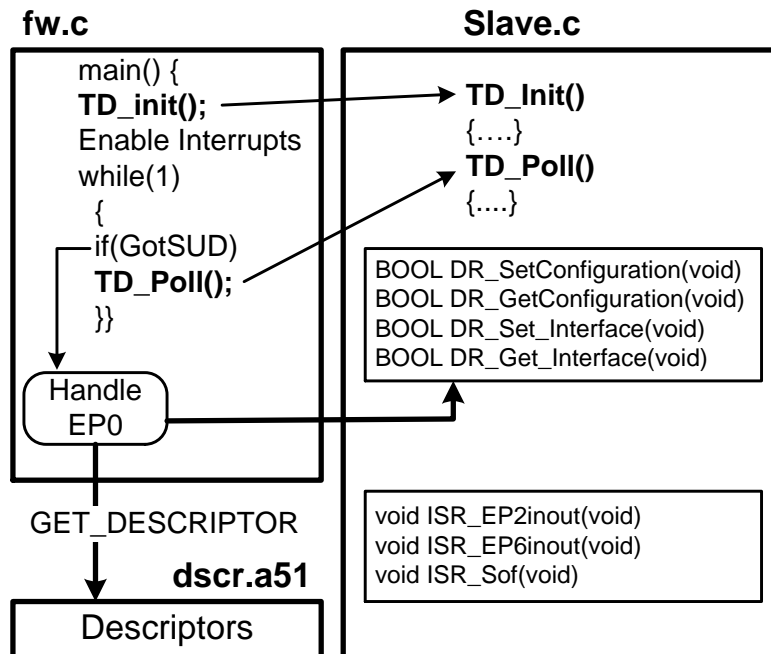 fw.c
main() {
TD_init();
Enable Interrupts
while(1)
{
if(GotSUD)
TD_Poll();
}}
Handle
EP0
GET_DESCRIPTOR
dscr.a51
Descriptors
Slave.c
TD_Init()
{....}
TD_Poll()
{....}
BOOL DR_SetConfiguration(void)
BOOL DR_GetConfiguration(void)
BOOL DR_Set_Interface(void)
BOOL DR_Get_Interface(void)
void ISR_EP2inout(void)
void ISR_EP6inout(void)
void ISR_Sof(void)